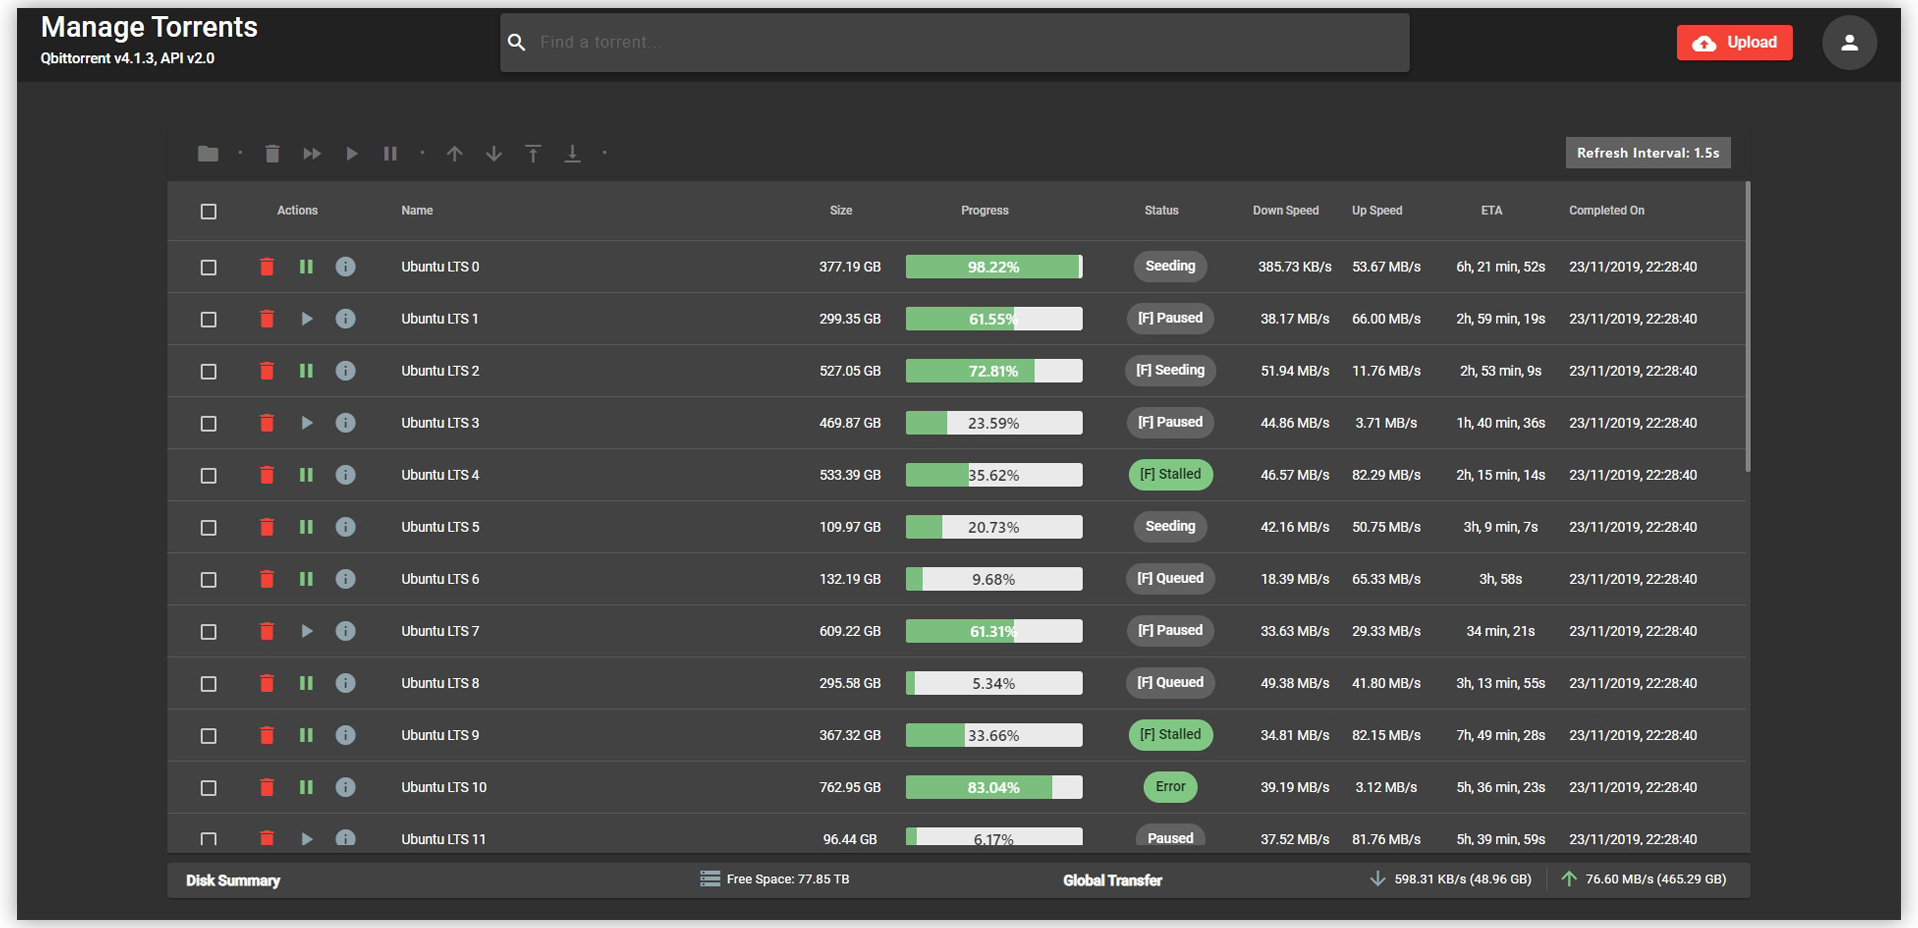 Manage Torrents
Qbittorrent v4.1.3, API v2.0
Find a torrent...
Upload
Refresh Interval: 1.5s
Actions Name Size Progress Status Down Speed Up Speed ETA Completed On
Ubuntu LTS 0 377.19 GB 98.22% Seeding 385.73 KB/s 53.67 MB/s 6h, 21 min, 52s 23/11/2019, 22:28:40
Ubuntu LTS 1 299.35 GB 61.55% [F] Paused 38.17 MB/s 66.00 MB/s 2h, 59 min, 19s 23/11/2019, 22:28:40
Ubuntu LTS 2 527.05 GB 72.81% [F] Seeding 51.94 MB/s 11.76 MB/s 2h, 53 min, 9s 23/11/2019, 22:28:40
Ubuntu LTS 3 469.87 GB 23.59% [F] Paused 44.86 MB/s 3.71 MB/s 1h, 40 min, 36s 23/11/2019, 22:28:40
Ubuntu LTS 4 533.39 GB 35.62% [F] Stalled 46.57 MB/s 82.29 MB/s 2h, 15 min, 14s 23/11/2019, 22:28:40
Ubuntu LTS 5 109.97 GB 20.73% Seeding 42.16 MB/s 50.75 MB/s 3h, 9 min, 7s 23/11/2019, 22:28:40
Ubuntu LTS 6 132.19 GB 9.68% [F] Queued 18.39 MB/s 65.33 MB/s 3h, 58s 23/11/2019, 22:28:40
Ubuntu LTS 7 609.22 GB 61.31% [F] Paused 33.63 MB/s 29.33 MB/s 34 min, 21s 23/11/2019, 22:28:40
Ubuntu LTS 8 295.58 GB 5.34% [F] Queued 49.38 MB/s 41.80 MB/s 3h, 13 min, 55s 23/11/2019, 22:28:40
Ubuntu LTS 9 367.32 GB 33.66% [F] Stalled 34.81 MB/s 82.15 MB/s 7h, 49 min, 28s 23/11/2019, 22:28:40
Ubuntu LTS 10 762.95 GB 83.04% Error 39.19 MB/s 3.12 MB/s 5h, 36 min, 23s 23/11/2019, 22:28:40
Ubuntu LTS 11 96.44 GB 6.17% Paused 37.52 MB/s 81.76 MB/s 5h, 39 min, 59s 23/11/2019, 22:28:40
Disk Summary Free Space: 77.85 TB Global Transfer 598.31 KB/s (48.96 GB) 76.60 MB/s (465.29 GB)